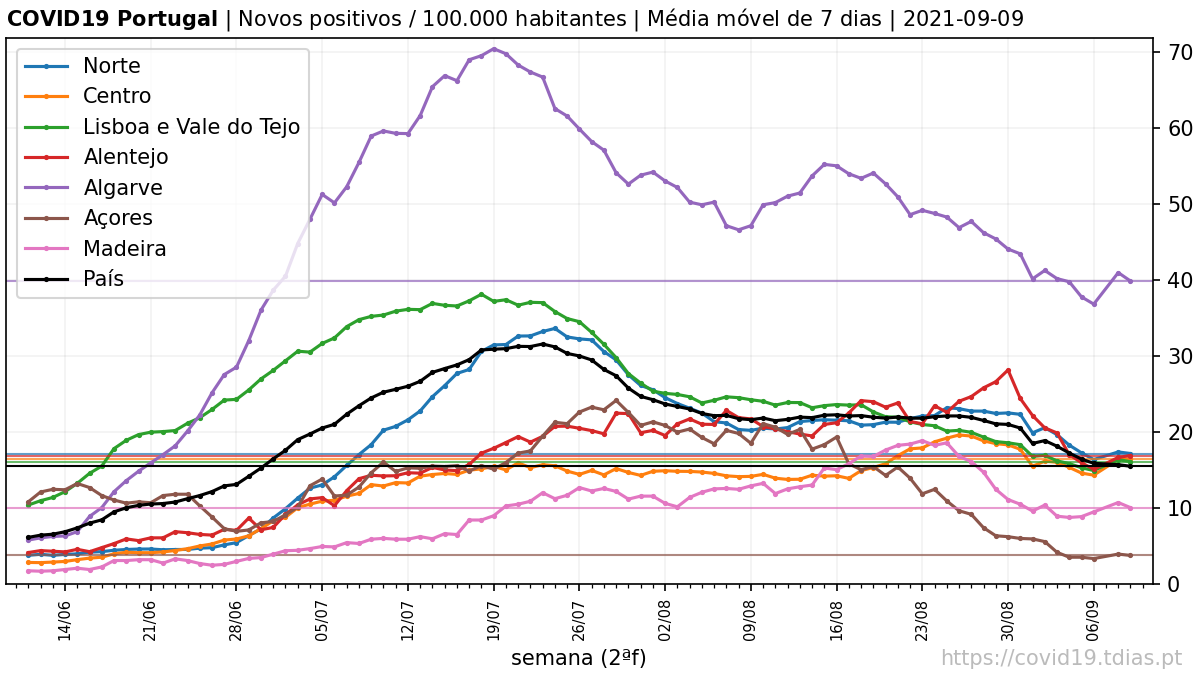 COVID19 Portugal | Novos positivos / 100.000 habitantes | Média móvel de 7 dias | 2021-09-09
Norte
Centro
Lisboa e Vale do Tejo
Alentejo
Algarve
Açores
Madeira
País
70
60
50
40
30
20
10
0
14/06
21/06
28/06
05/07
12/07
19/07
26/07
02/08
09/08
16/08
23/08
30/08
06/09
semana (2ªf)
https://covid19.tdias.pt